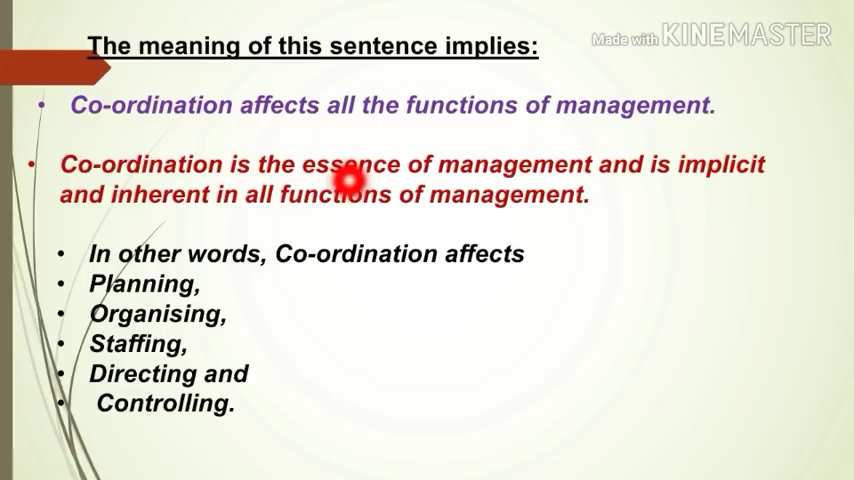 The meaning of this sentence implies:
Made with KINEMASTER
• Co-ordination affects all the functions of management.
• Co-ordination is the essence of management and is implicit
and inherent in all functions of management.
• In other words, Co-ordination affects
• Planning,
• Organising,
• Staffing,
• Directing and
• Controlling.